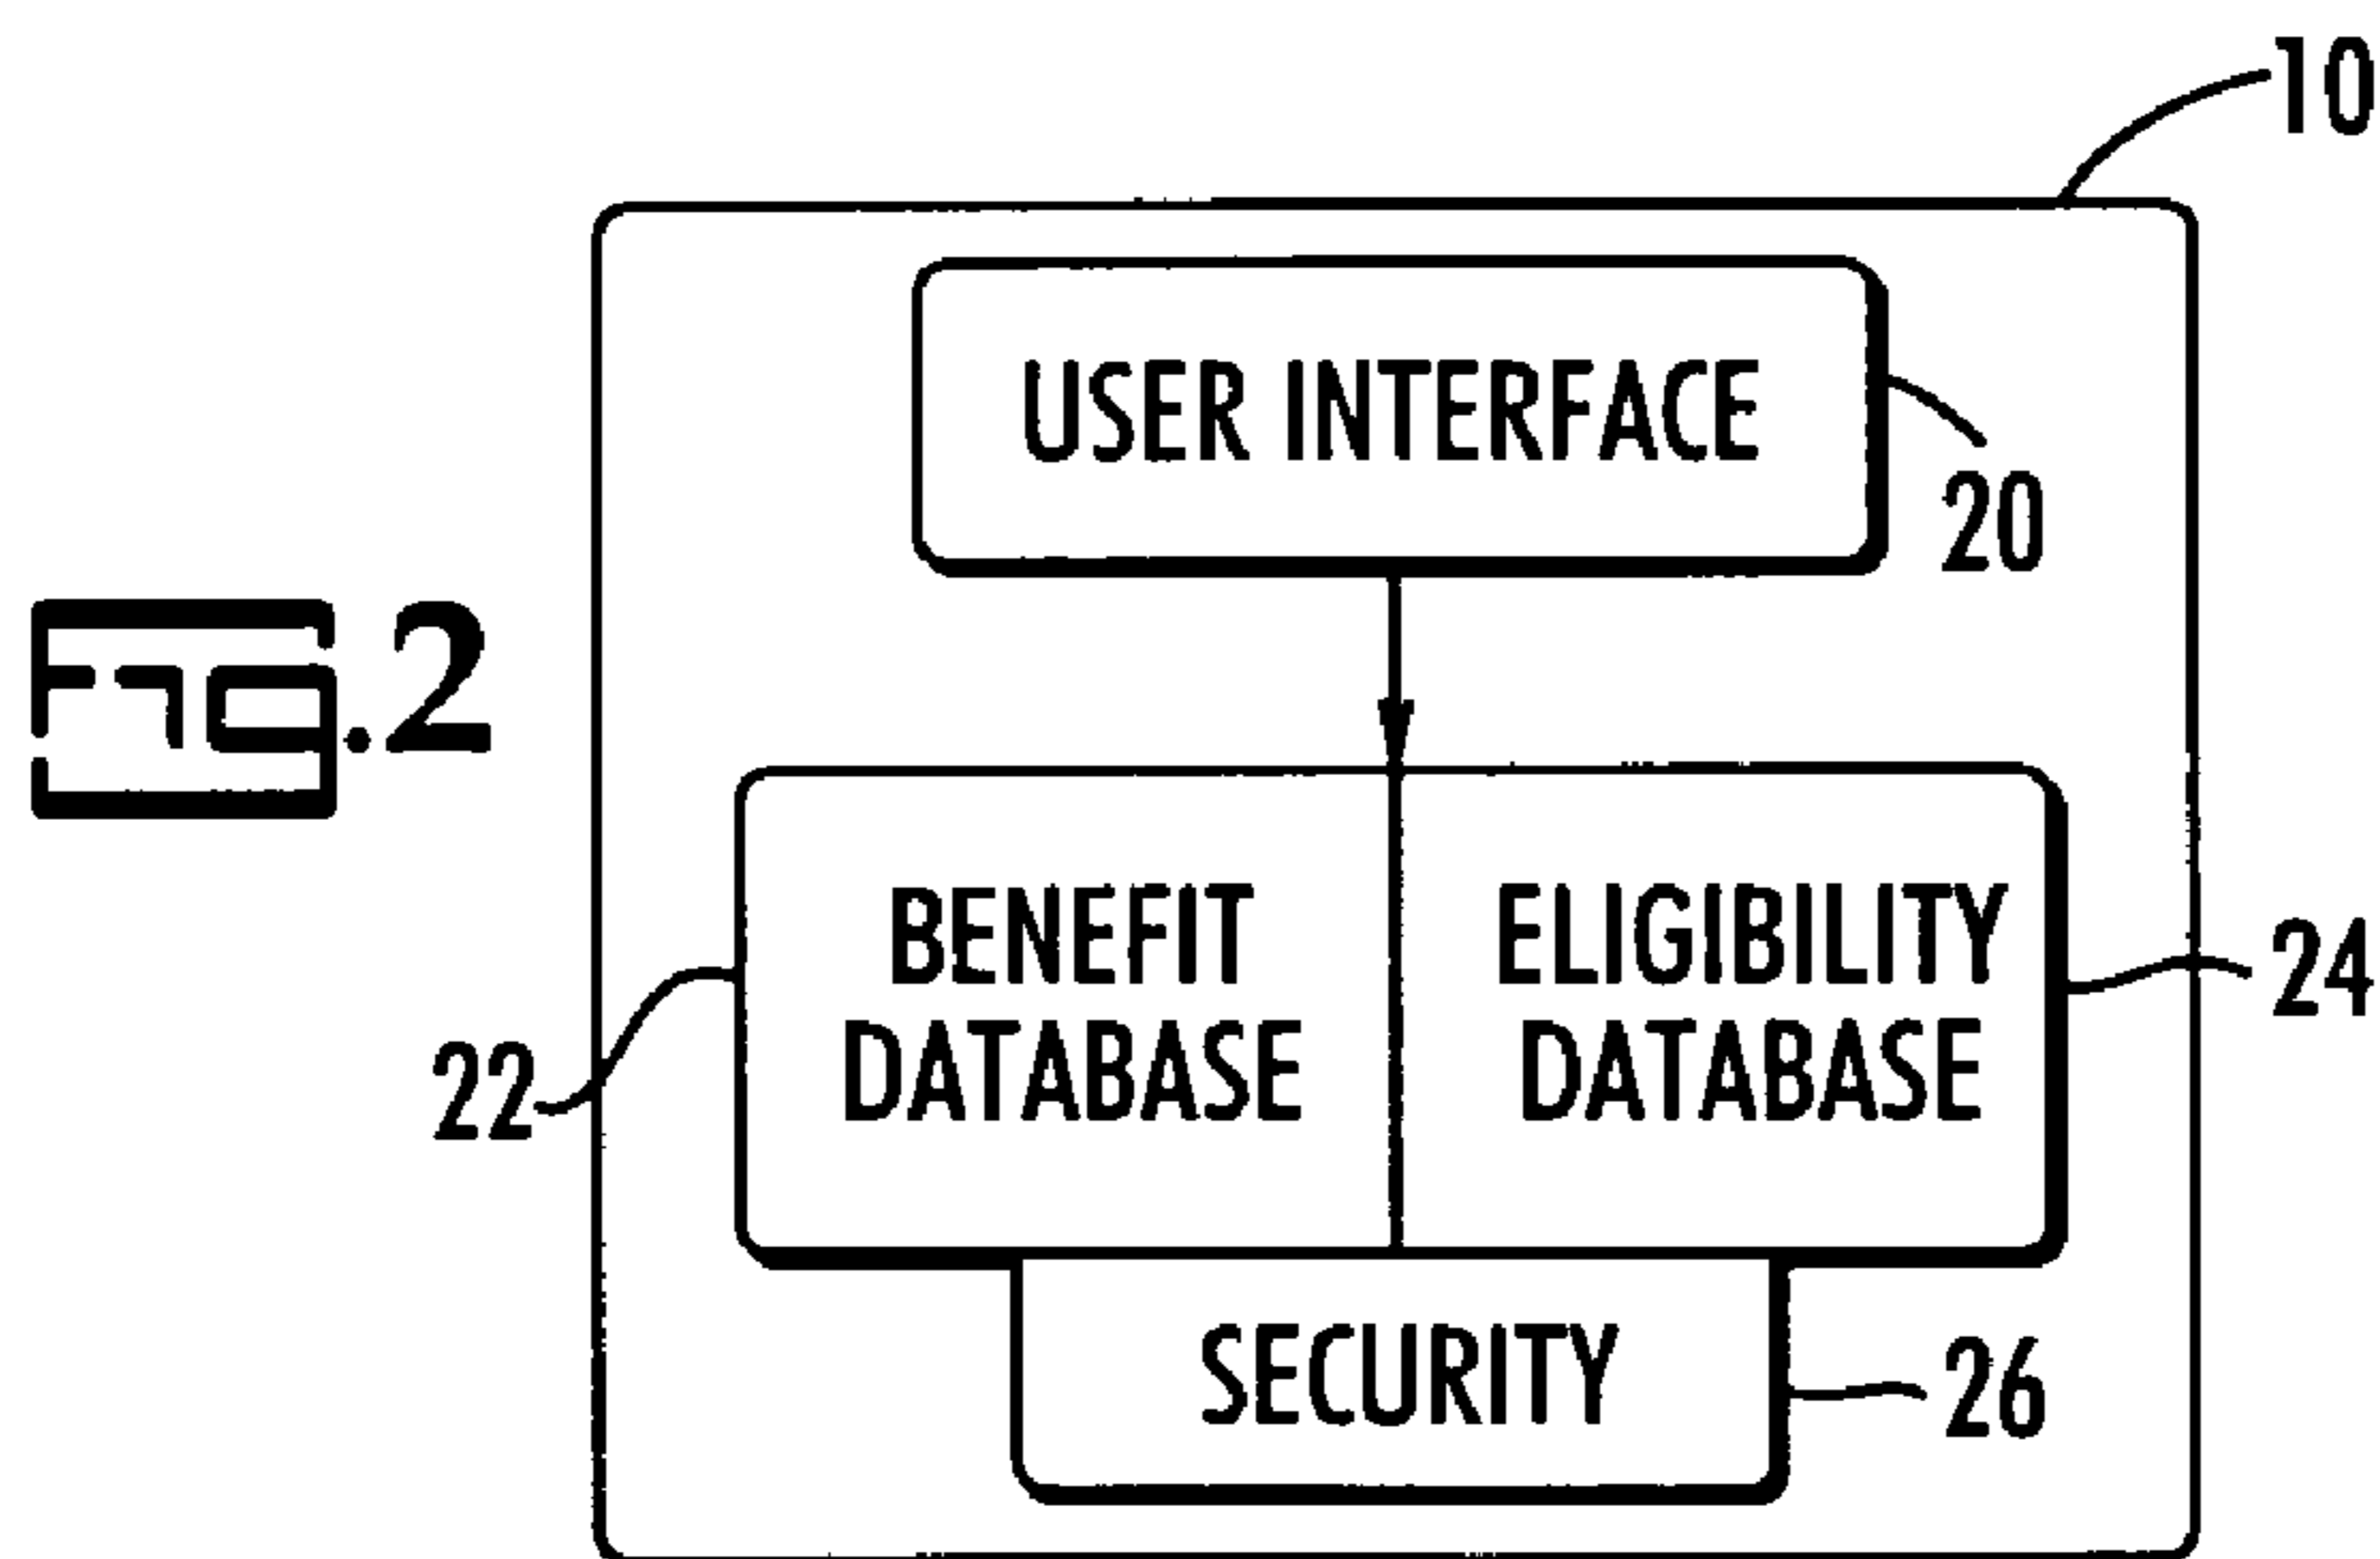 10
USER INTERFACE
20
Fig.2
BENEFIT
DATABASE
ELIGIBILITY
DATABASE
24
22
SECURITY
26